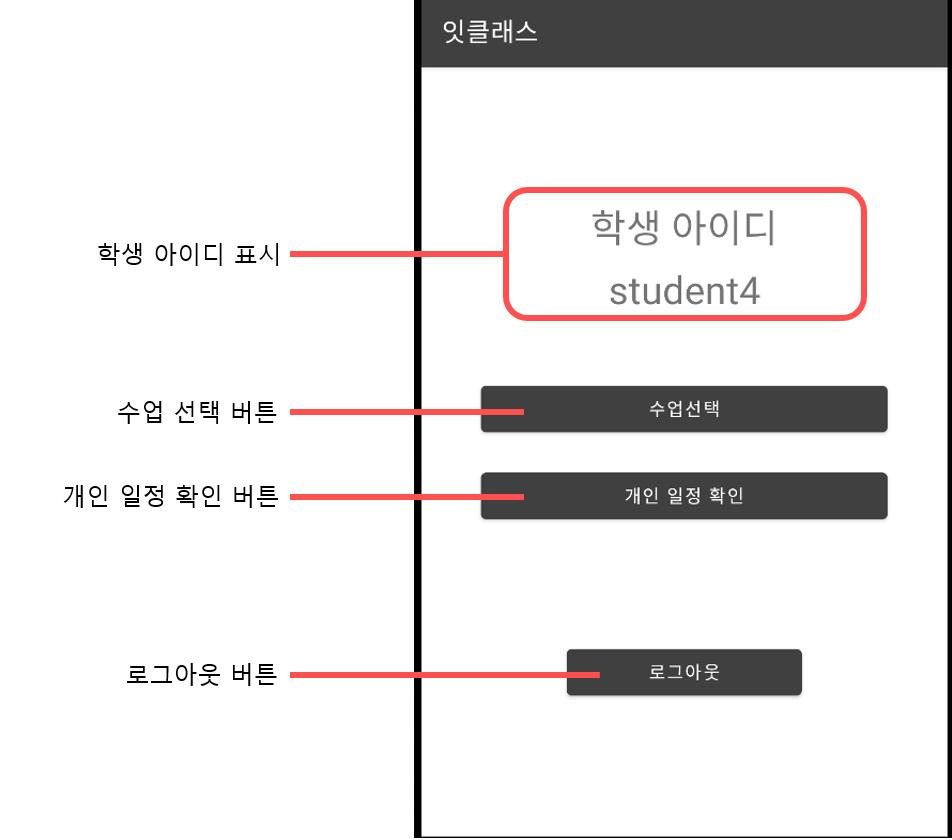 잇클래스
학생 아이디 표시
학생 아이디
student4
수업 선택 버튼
수업선택
개인 일정 확인 버튼
개인 일정 확인
로그아웃 버튼
로그아웃